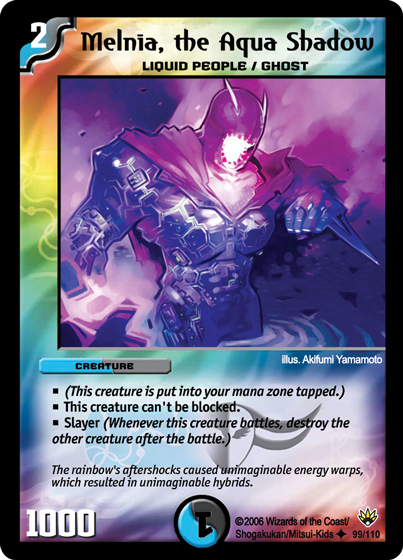 2
Melnia, the Aqua Shadow
LIQUID PEOPLE / GHOST
illus. Akifumi Yamamoto
CREATURE
▪ (This creature is put into your mana zone tapped.)
▪ This creature can't be blocked.
▪ Slayer (Whenever this creature battles, destroy the
other creature after the battle.)
The rainbow's aftershocks caused unimaginable energy warps,
which resulted in unimaginable hybrids.
1000
1
©2006 Wizards of the Coast/
Shogakukan/Mitsui-Kids ◆ 99/110